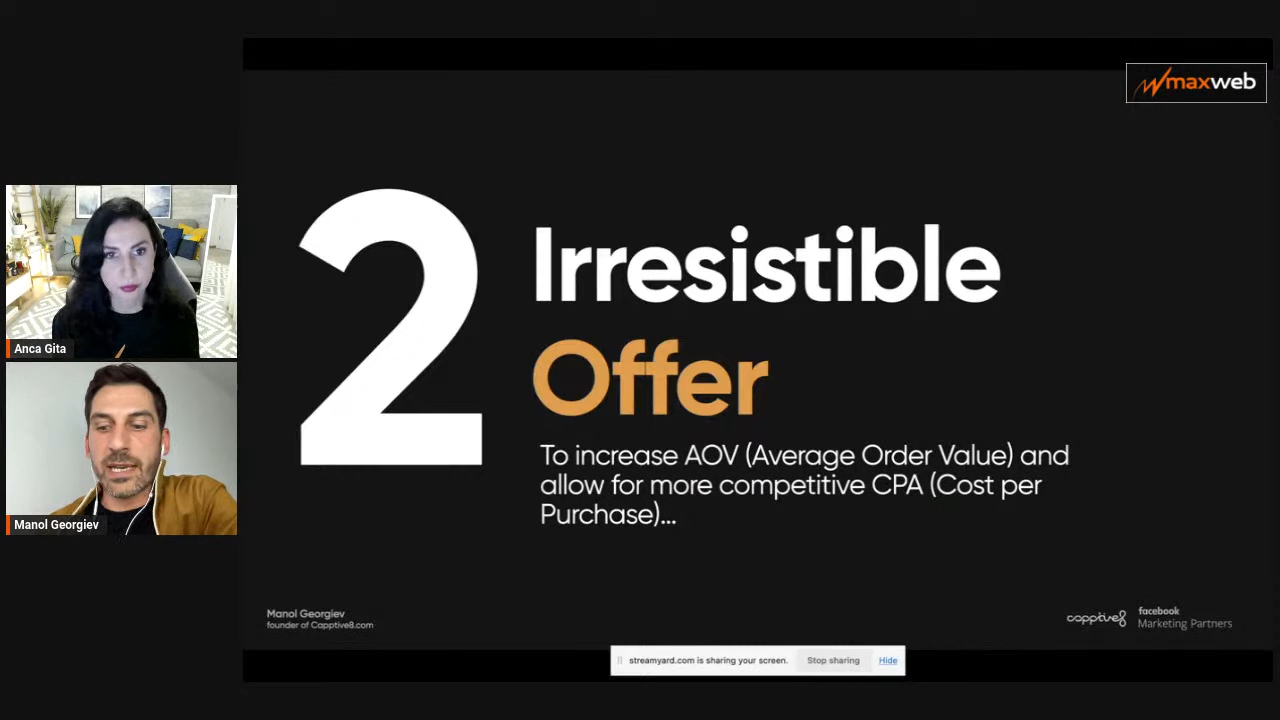 maxweb
2
Irresistible
Offer
To increase AOV (Average Order Value) and
allow for more competitive CPA (Cost per
Purchase)...
Anca Gita
Manol Georgiev
Manol Georgiev
founder of Capptive8.com
capptive8
facebook
Marketing Partners
streamyard.com is sharing your screen.
Stop sharing
Hide